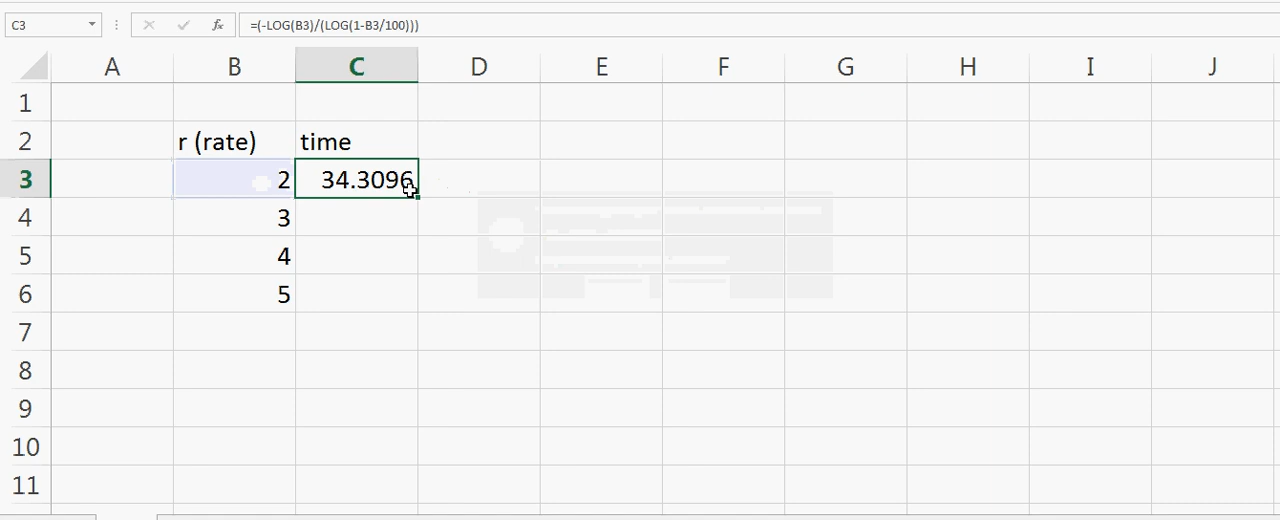 C3 =(-LOG(B3)/(LOG(1-B3/100)))
A B C D E F G H I J
1
2 r (rate) time
3 2 34.3096
4 3
5 4
6 5
7
8
9
10
11